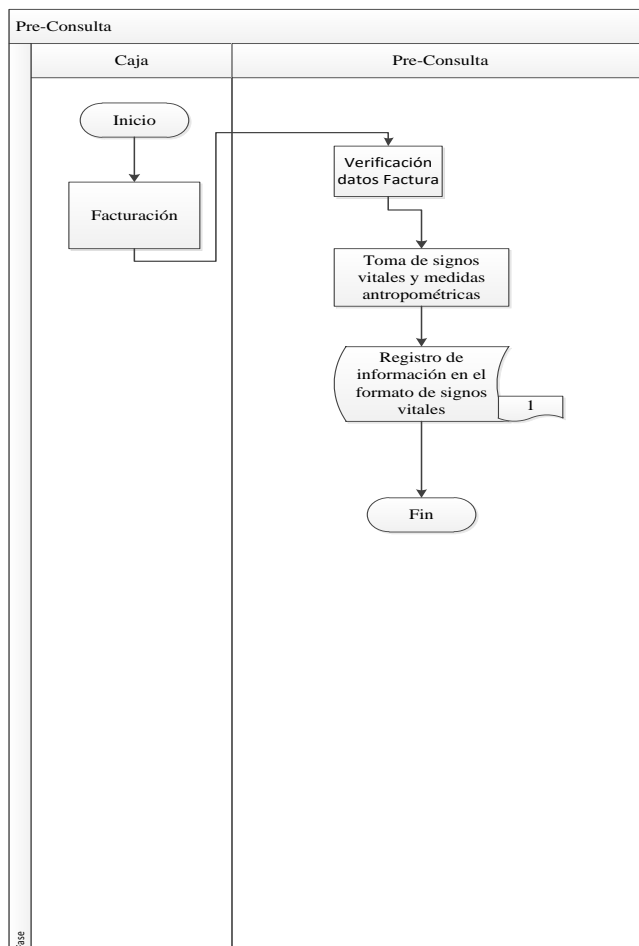 Pre-Consulta
Caja
Pre-Consulta
Inicio
Facturación
Verificación
datos Factura
Toma de signos
vitales y medidas
antropométricas
Registro de
información en el
formato de signos
vitales
1
Fin